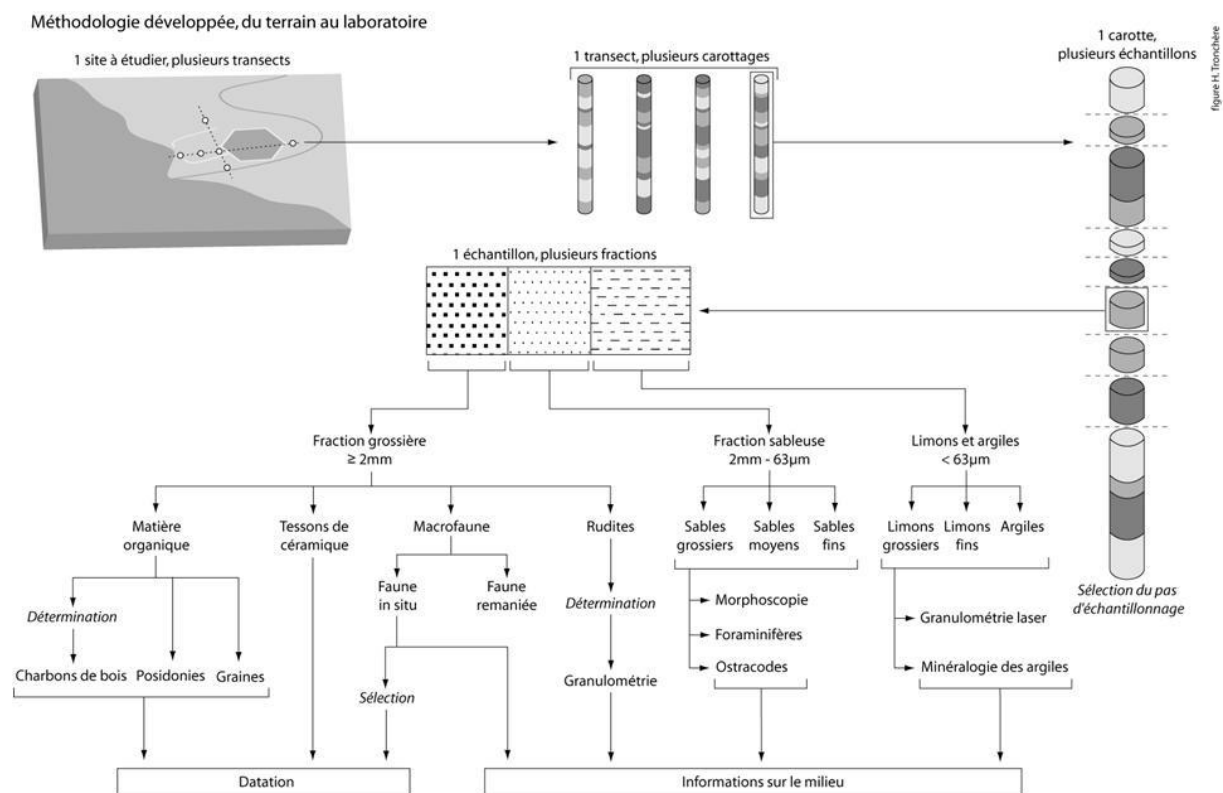 Méthodologie développée, du terrain au laboratoire
1 site à étudier, plusieurs transects
1 transect, plusieurs carottages
1 carotte,
plusieurs échantillons
figure H. Tronchère
1 échantillon, plusieurs fractions
Fraction grossière
≥ 2mm
Fraction sableuse
2mm - 63µm
Limons et argiles
< 63µm
Matière
organique
Tessons de
céramique
Macrofaune
Rudites
Sables
grossiers
Sables
moyens
Sables
fins
Limons
grossiers
Limons
fins
Argiles
Faune
in situ
Faune
remaniée
Détermination
Détermination
Morphoscopie
Foraminifères
Ostracodes
Granulométrie laser
Minéralogie des argiles
Sélection du pas
d'échantillonnage
Charbons de bois
Posidonies
Graines
Sélection
Granulométrie
Datation
Informations sur le milieu